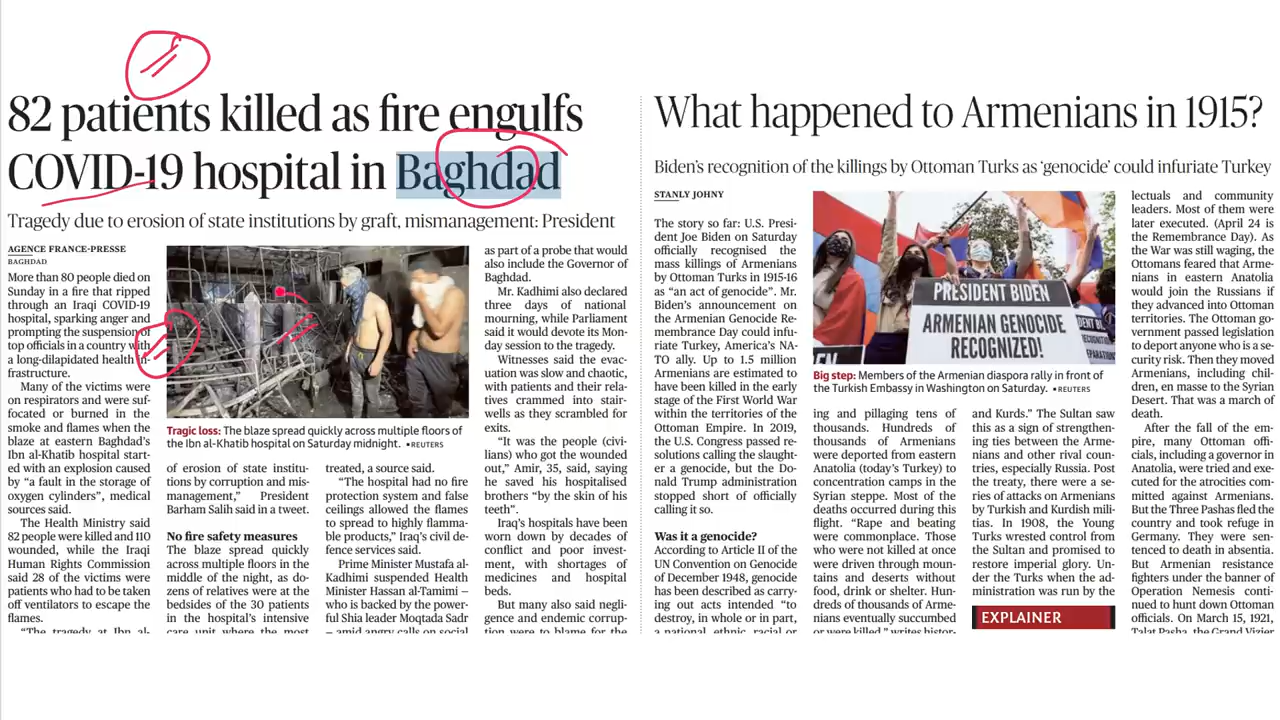 82 patients killed as fire engulfs
COVID-19 hospital in Baghdad
Tragedy due to erosion of state institutions by graft, mismanagement: President
AGENCE FRANCE-PRESSE
BAGHDAD
More than 80 people died on
Sunday in a fire that ripped
through an Iraqi COVID-19
hospital, sparking anger and
prompting the suspension of
top officials in a country with
a long-dilapidated health in-
frastructure.
Many of the victims were
on respirators and were suf-
focated or burned in the
smoke and flames when the
blaze at eastern Baghdad's
Ibn al-Khatib hospital start-
ed with an explosion caused
by "a fault in the storage of
oxygen cylinders", medical
sources said.
The Health Ministry said
82 people were killed and 110
wounded, while the Iraqi
Human Rights Commission
said 28 of the victims were
patients who had to be taken
off ventilators to escape the
flames.
"The tragedy at Ibn al-
Tragic loss: The blaze spread quickly across multiple floors of
the Ibn al-Khatib hospital on Saturday midnight. •REUTERS
of erosion of state institu-
tions by corruption and mis-
management," President
Barham Salih said in a tweet.
No fire safety measures
The blaze spread quickly
across multiple floors in the
middle of the night, as do-
zens of relatives were at the
bedsides of the 30 patients
in the hospital's intensive
care unit where the most
treated, a source said.
"The hospital had no fire
protection system and false
ceilings allowed the flames
to spread to highly flamma-
ble products," Iraq's civil de-
fence services said.
Prime Minister Mustafa al-
Kadhimi suspended Health
Minister Hassan al-Tamimi –
who is backed by the power-
ful Shia leader Moqtada Sadr
– amid angry calls on social
as part of a probe that would
also include the Governor of
Baghdad.
Mr. Kadhimi also declared
three days of national
mourning, while Parliament
said it would devote its Mon-
day session to the tragedy.
Witnesses said the evac-
uation was slow and chaotic,
with patients and their rela-
tives crammed into stair-
wells as they scrambled for
exits.
"It was the people (civi-
lians) who got the wounded
out," Amir, 35, said, saying
he saved his hospitalised
brothers "by the skin of his
teeth".
Iraq's hospitals have been
worn down by decades of
conflict and poor invest-
ment, with shortages of
medicines and hospital
beds.
But many also said negli-
gence and endemic corrup-
tion were to blame for the
What happened to Armenians in 1915?
Biden's recognition of the killings by Ottoman Turks as 'genocide' could infuriate Turkey
STANLY JOHNY
The story so far: U.S. Presi-
dent Joe Biden on Saturday
officially recognised the
mass killings of Armenians
by Ottoman Turks in 1915-16
as "an act of genocide". Mr.
Biden's announcement on
the Armenian Genocide Re-
membrance Day could infu-
riate Turkey, America's NA-
TO ally. Up to 1.5 million
Armenians are estimated to
have been killed in the early
stage of the First World War
within the territories of the
Ottoman Empire. In 2019,
the U.S. Congress passed re-
solutions calling the slaught-
er a genocide, but the Do-
nald Trump administration
stopped short of officially
calling it so.
Was it a genocide?
According to Article II of the
UN Convention on Genocide
of December 1948, genocide
has been described as carry-
ing out acts intended "to
destroy, in whole or in part,
a national, ethnic, racial or
PRESIDENT BIDEN
ARMENIAN GENOCIDE
RECOGNIZED!
Big step: Members of the Armenian diaspora rally in front of
the Turkish Embassy in Washington on Saturday. •REUTERS
ing and pillaging tens of
thousands. Hundreds of
thousands of Armenians
were deported from eastern
Anatolia (today's Turkey) to
concentration camps in the
Syrian steppe. Most of the
deaths occurred during this
flight. "Rape and beating
were commonplace. Those
who were not killed at once
were driven through moun-
tains and deserts without
food, drink or shelter. Hun-
dreds of thousands of Arme-
nians eventually succumbed
or were killed," writes histor-
and Kurds." The Sultan saw
this as a sign of strengthen-
ing ties between the Arme-
nians and other rival coun-
tries, especially Russia. Post
the treaty, there were a se-
ries of attacks on Armenians
by Turkish and Kurdish mili-
tias. In 1908, the Young
Turks wrested control from
the Sultan and promised to
restore imperial glory. Un-
der the Turks when the ad-
ministration was run by the
EXPLAINER
lectuals and community
leaders. Most of them were
later executed. (April 24 is
the Remembrance Day). As
the War was still waging, the
Ottomans feared that Arme-
nians in eastern Anatolia
would join the Russians if
they advanced into Ottoman
territories. The Ottoman go-
vernment passed legislation
to deport anyone who is a se-
curity risk. Then they moved
Armenians, including chil-
dren, en masse to the Syrian
Desert. That was a march of
death.
After the fall of the em-
pire, many Ottoman offi-
cials, including a governor in
Anatolia, were tried and exe-
cuted for the atrocities com-
mitted against Armenians.
But the Three Pashas fled the
country and took refuge in
Germany. They were sen-
tenced to death in absentia.
But Armenian resistance
fighters under the banner of
Operation Nemesis conti-
nued to hunt down Ottoman
officials. On March 15, 1921,
Talat Pasha, the Grand Vizier